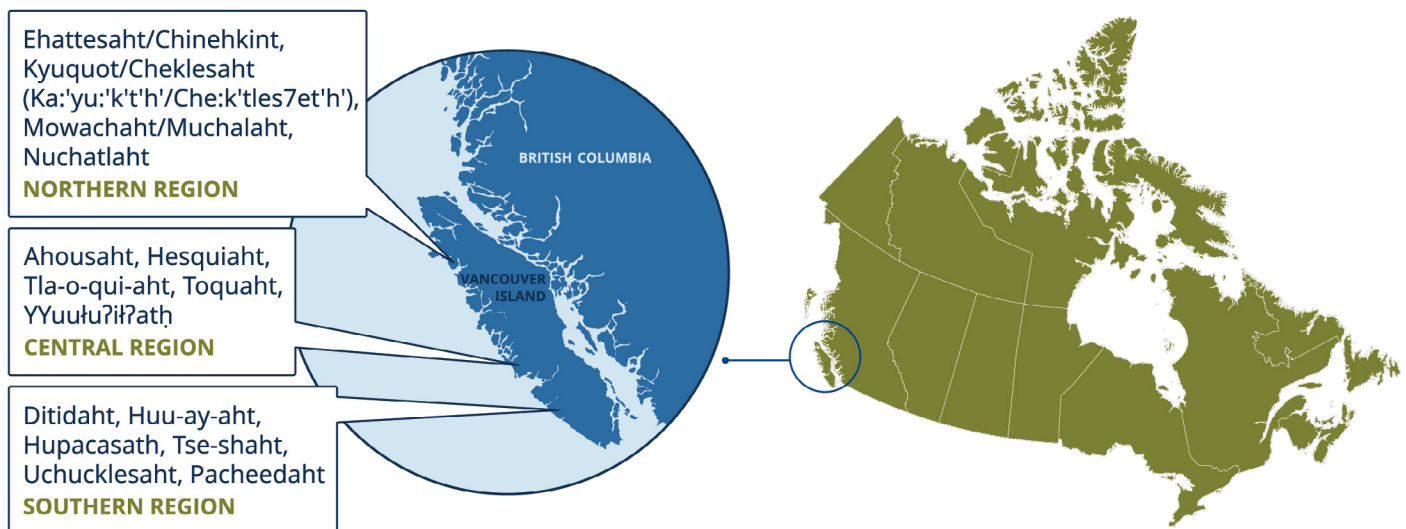 Ehattesaht/Chinehkint,
Kyuquot/Cheklesaht
(Ka:'yu:'k't'h'/Che:k'tles7et'h'),
Mowachaht/Muchalaht,
Nuchatlaht
NORTHERN REGION
Ahousaht, Hesquiaht,
Tla-o-qui-aht, Toquaht,
YYuułuʔiłʔatḥ
CENTRAL REGION
Ditidaht, Huu-ay-aht,
Hupacasath, Tse-shaht,
Uchucklesaht, Pacheedaht
SOUTHERN REGION
BRITISH COLUMBIA
VANCOUVER
ISLAND